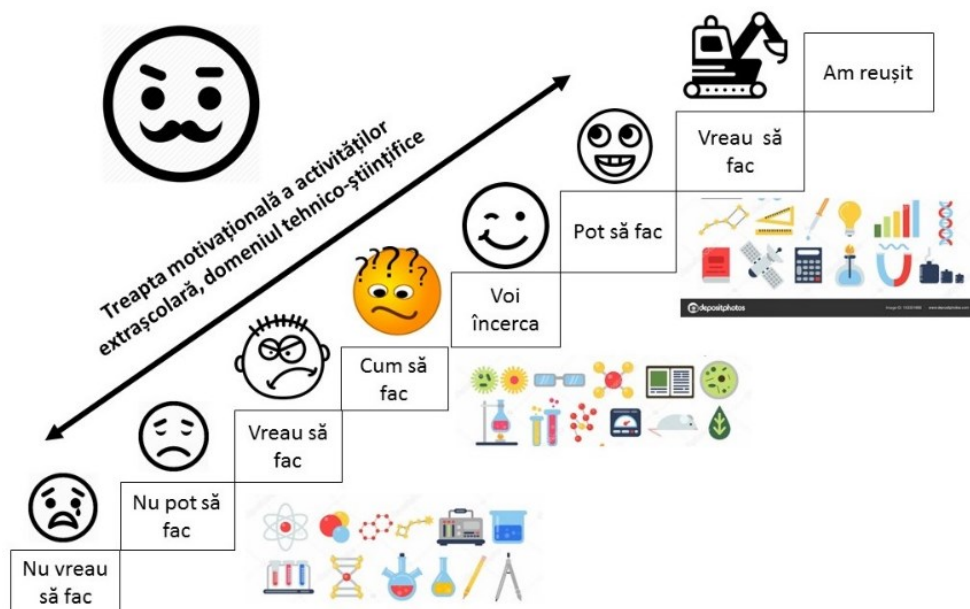 Treapta motivațională a activităților
extrașcolară, domeniul tehnico-științifice
Am reușit
Vreau să
fac
Pot să fac
Voi
încerca
Cum să
fac
Vreau să
fac
Nu pot să
fac
Nu vreau
să fac
????
??
depositphotos